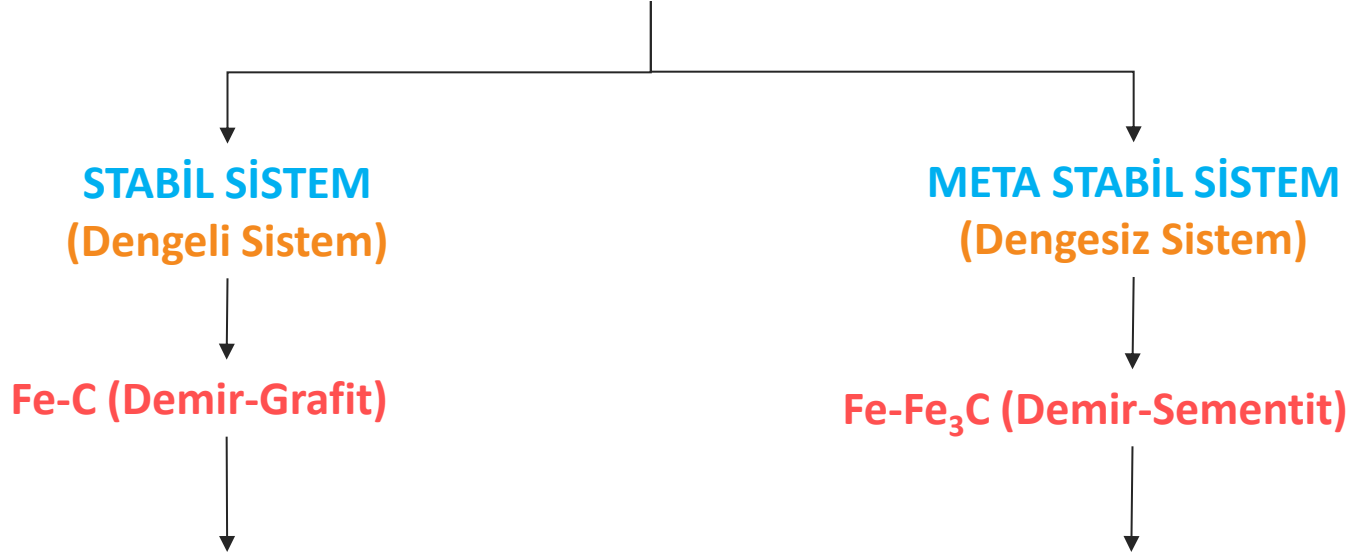 STABİL SİSTEM
(Dengeli Sistem)
Fe-C (Demir-Grafit)
META STABİL SİSTEM
(Dengesiz Sistem)
Fe-Fe₃C (Demir-Sementit)